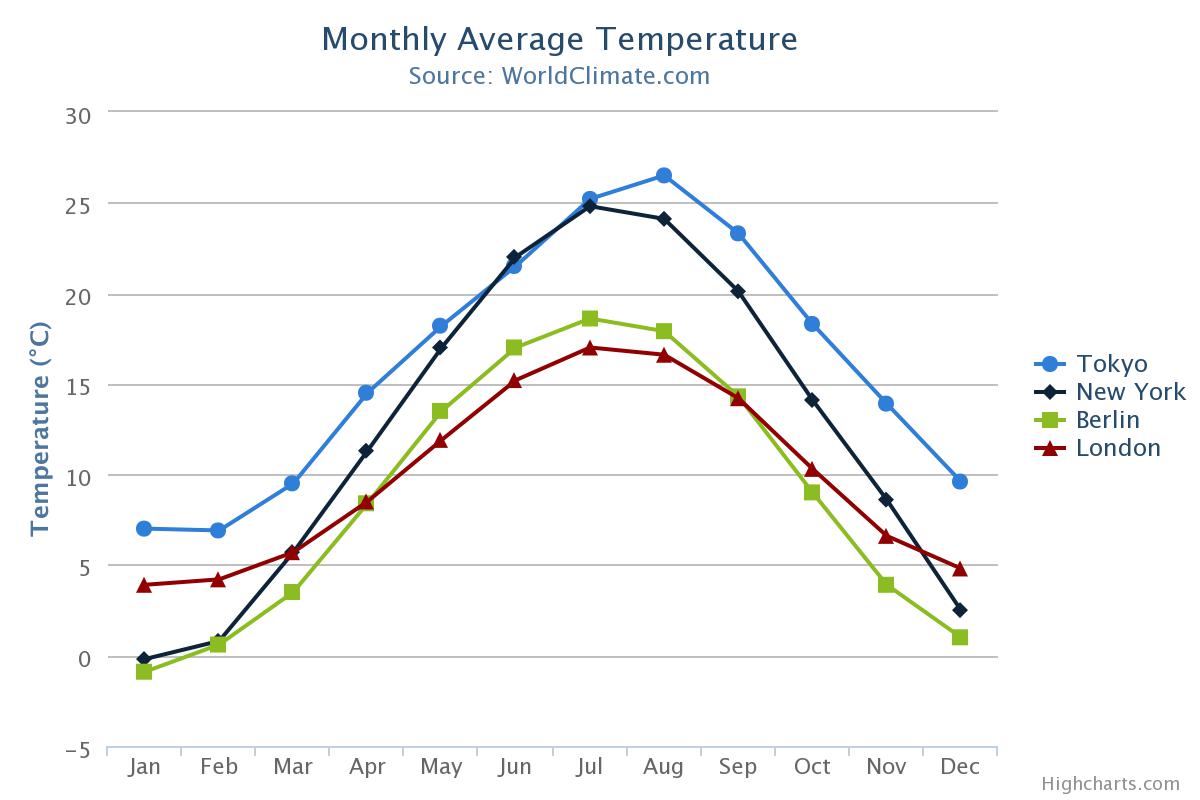 Monthly Average Temperature
Source: WorldClimate.com
Temperature (°C)
30
25
20
15
10
5
0
−5
Jan Feb Mar Apr May Jun Jul Aug Sep Oct Nov Dec
Tokyo
New York
Berlin
London
Highcharts.com